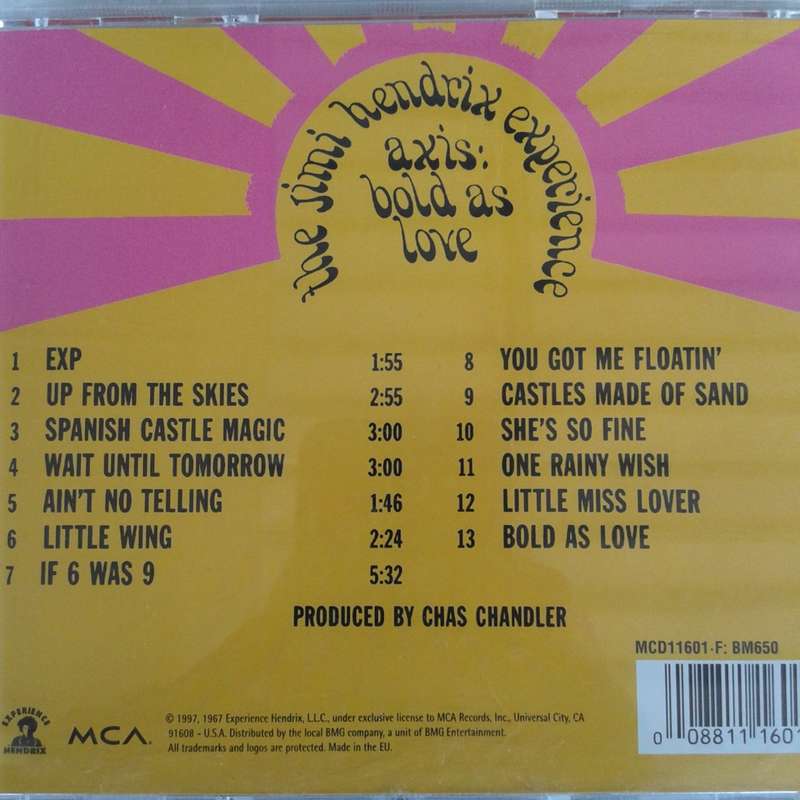 the jimi hendrix experience
axis:
bold as
love
1 EXP 1:55
2 UP FROM THE SKIES 2:55
3 SPANISH CASTLE MAGIC 3:00
4 WAIT UNTIL TOMORROW 3:00
5 AIN'T NO TELLING 1:46
6 LITTLE WING 2:24
7 IF 6 WAS 9 5:32
8 YOU GOT ME FLOATIN'
9 CASTLES MADE OF SAND
10 SHE'S SO FINE
11 ONE RAINY WISH
12 LITTLE MISS LOVER
13 BOLD AS LOVE
PRODUCED BY CHAS CHANDLER
MCD11601-F: BM650
EXPERIENCE
HENDRIX
MCA.
© 1997, 1967 Experience Hendrix, L.L.C., under exclusive license to MCA Records, Inc., Universal City, CA
91608 - U.S.A. Distributed by the local BMG company, a unit of BMG Entertainment.
All trademarks and logos are protected. Made in the EU.
0 08811 1601